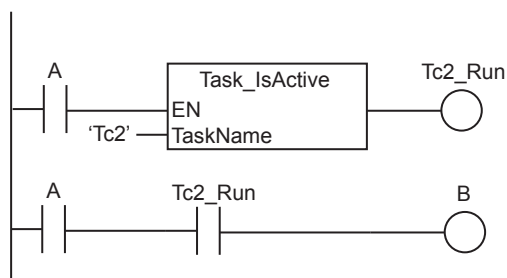 A
Task_IsActive
Tc2_Run
EN
‘Tc2’
TaskName
A
Tc2_Run
B